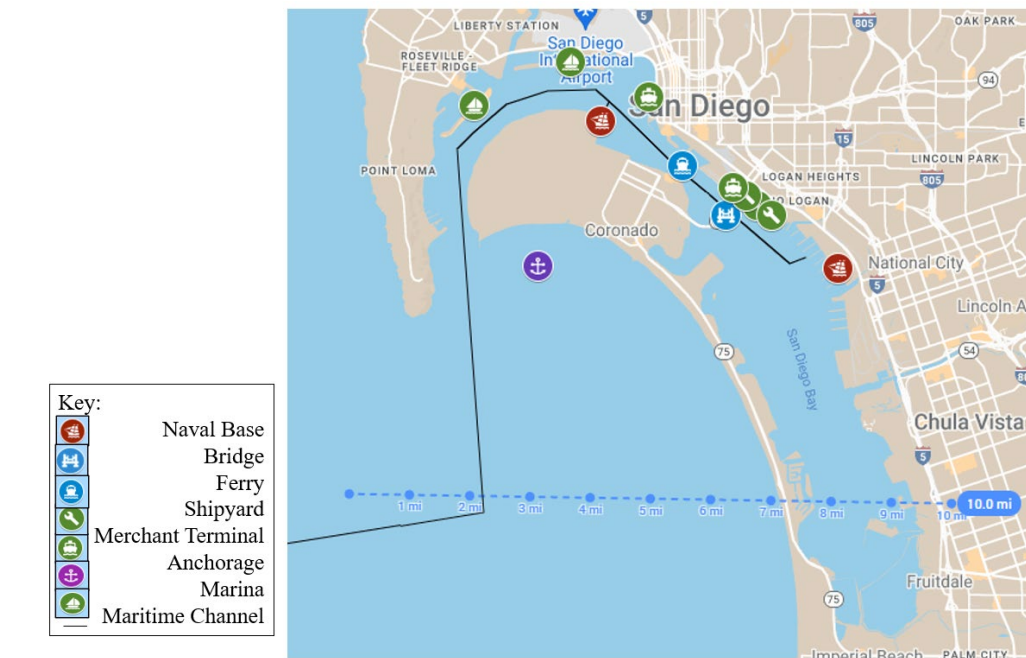 LIBERTY STATION
5
805
OAK PARK
San Diego
International
Airport
ROSEVILLE -
FLEET RIDGE
94
San Diego
15
LINCOLN PARK
805
POINT LOMA
LOGAN HEIGHTS
LOGAN
Coronado
National City
5
Lincoln A
San Diego Bay
75
54
Key:
Naval Base
Bridge
Ferry
Shipyard
Merchant Terminal
Anchorage
Marina
Maritime Channel
Chula Vista
5
1 mi
2 mi
3 mi
4 mi
5 mi
6 mi
7 mi
8 mi
9 mi
10 mi
10.0 mi
Fruitdale
75
Imperial Beach
PALM CITY